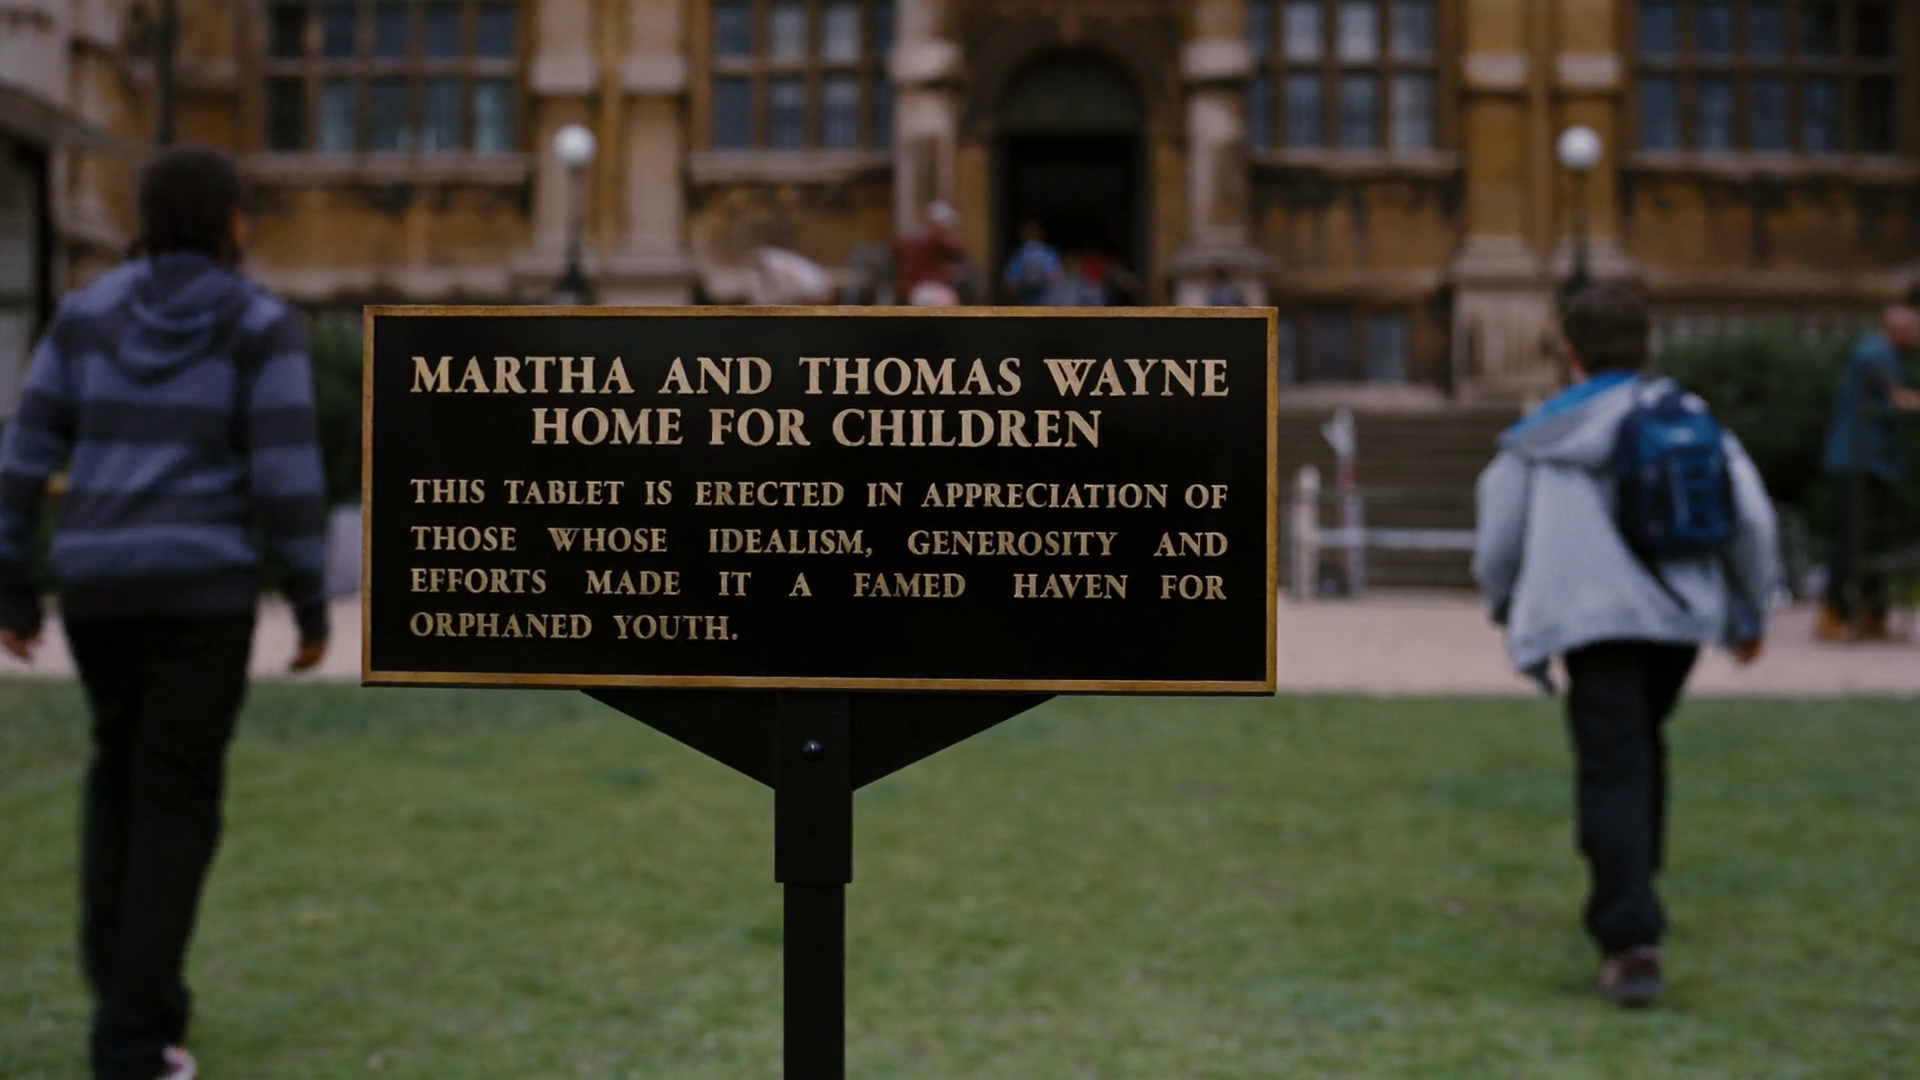 MARTHA AND THOMAS WAYNE
HOME FOR CHILDREN
THIS TABLET IS ERECTED IN APPRECIATION OF
THOSE WHOSE IDEALISM, GENEROSITY AND
EFFORTS MADE IT A FAMED HAVEN FOR
ORPHANED YOUTH.